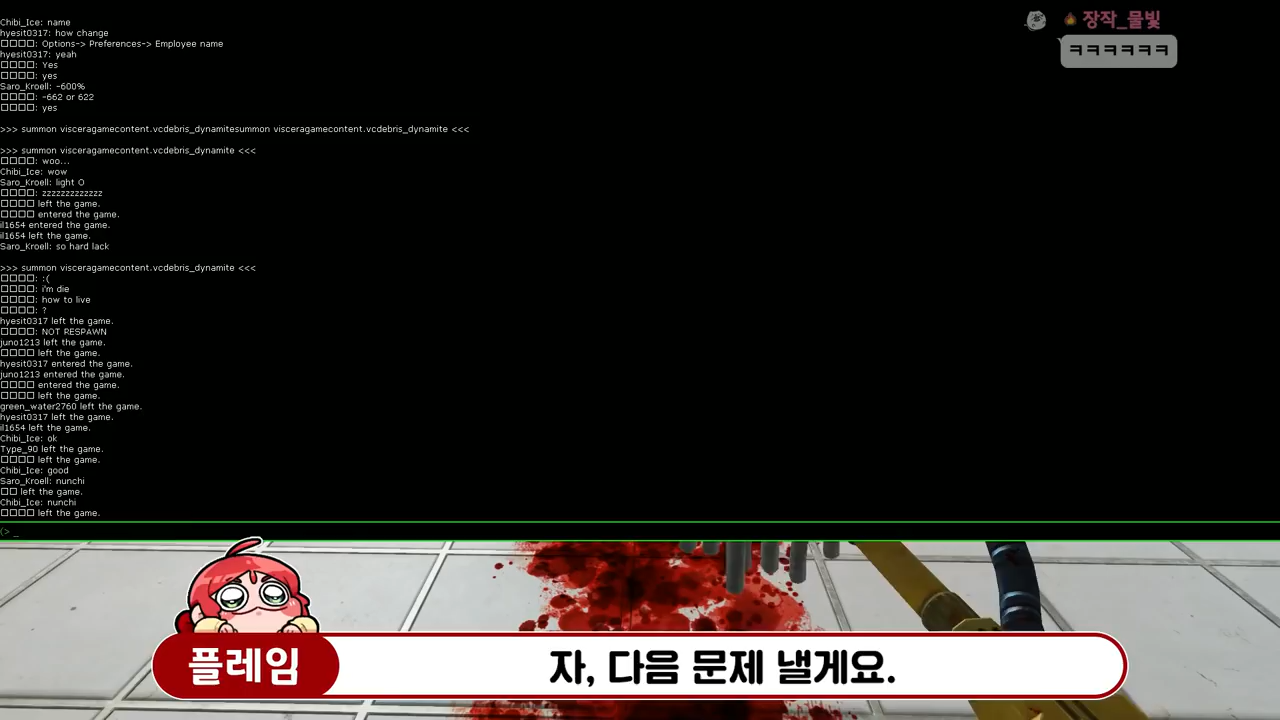 Chibi_Ice: name
hyesit0317: how change
□□□□: Options-> Preferences-> Employee name
hyesit0317: yeah
□□□□: Yes
□□□□: yes
Saro_Kroell: -600%
□□□□: -662 or 622
□□□□: yes
>>> summon visceragamecontent.vcdebris_dynamitesummon visceragamecontent.vcdebris_dynamite <<<
>>> summon visceragamecontent.vcdebris_dynamite <<<
□□□□: woo...
Chibi_Ice: wow
Saro_Kroell: light O
□□□□: zzzzzzzzzzzzz
□□□□ left the game.
□□□□ entered the game.
il1654 entered the game.
il1654 left the game.
Saro_Kroell: so hard lack
>>> summon visceragamecontent.vcdebris_dynamite <<<
□□□□: :(
□□□□: i'm die
□□□□: how to live
□□□□: ?
hyesit0317 left the game.
□□□□: NOT RESPAWN
juno1213 left the game.
□□□□ left the game.
hyesit0317 entered the game.
juno1213 entered the game.
□□□□ entered the game.
□□□□ left the game.
green_water2760 left the game.
hyesit0317 left the game.
il1654 left the game.
Chibi_Ice: ok
Type_90 left the game.
□□□□ left the game.
Chibi_Ice: good
Saro_Kroell: nunchi
□□ left the game.
Chibi_Ice: nunchi
□□□□ left the game.
(> _
장작_물빛
ㅋㅋㅋㅋㅋㅋ
플레임
자, 다음 문제 낼게요.